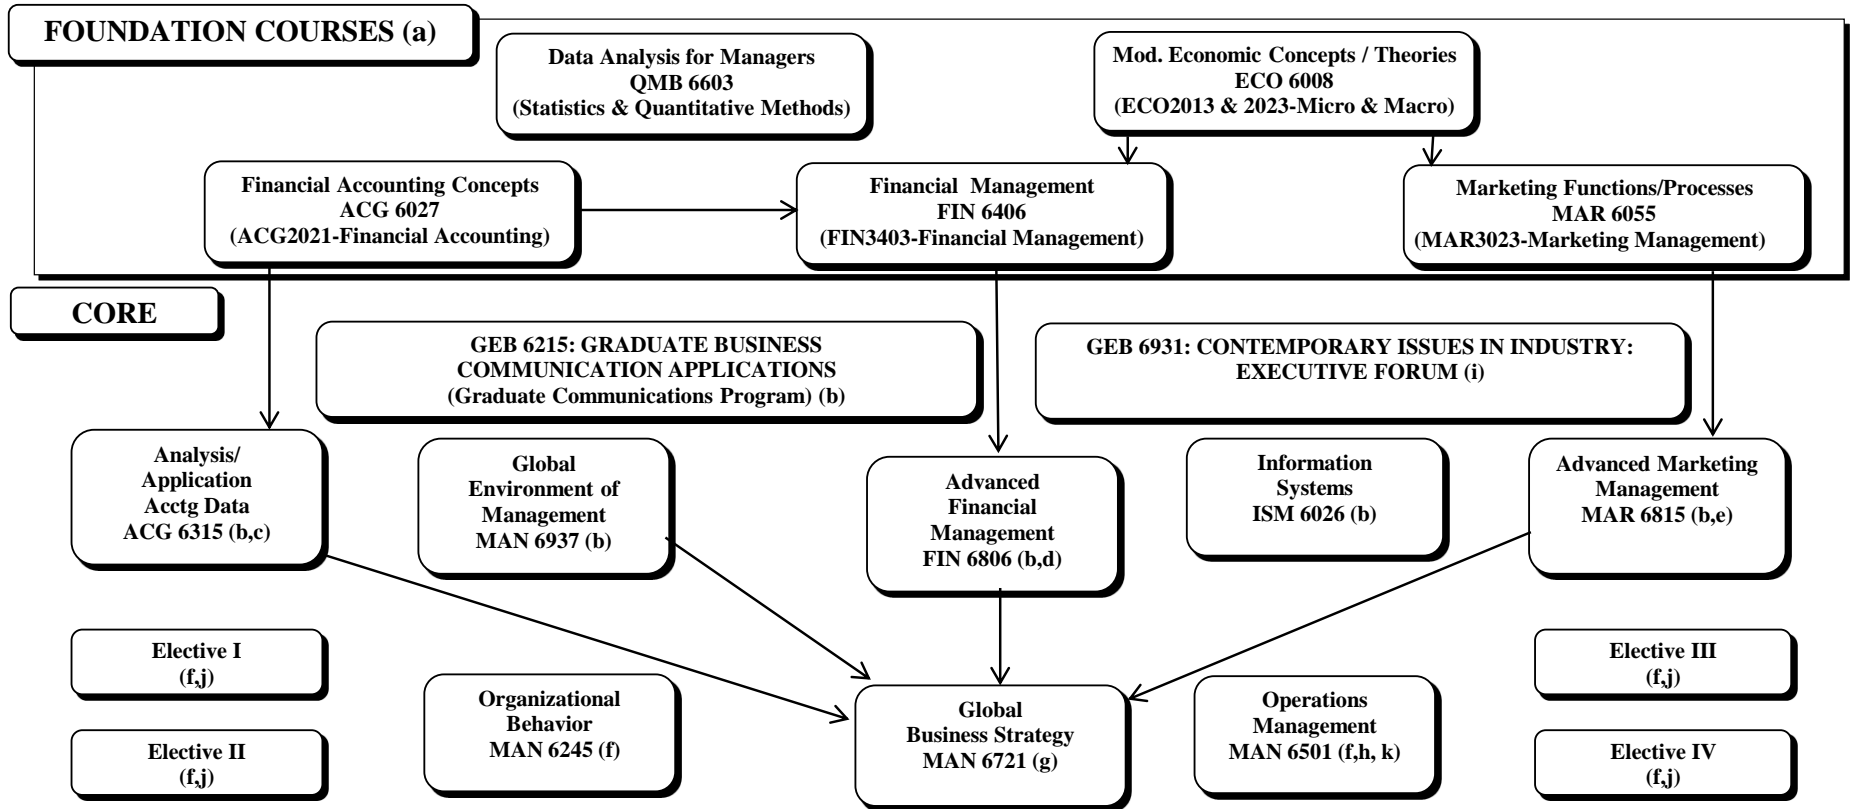 FOUNDATION COURSES (a)
Data Analysis for Managers
QMB 6603
(Statistics & Quantitative Methods)
Mod. Economic Concepts / Theories
ECO 6008
(ECO2013 & 2023-Micro & Macro)
Financial Accounting Concepts
ACG 6027
(ACG2021-Financial Accounting)
Financial Management
FIN 6406
(FIN3403-Financial Management)
Marketing Functions/Processes
MAR 6055
(MAR3023-Marketing Management)
CORE
GEB 6215: GRADUATE BUSINESS
COMMUNICATION APPLICATIONS
(Graduate Communications Program) (b)
GEB 6931: CONTEMPORARY ISSUES IN INDUSTRY:
EXECUTIVE FORUM (i)
Analysis/
Application
Acctg Data
ACG 6315 (b,c)
Global
Environment of
Management
MAN 6937 (b)
Advanced
Financial
Management
FIN 6806 (b,d)
Information
Systems
ISM 6026 (b)
Advanced Marketing
Management
MAR 6815 (b,e)
Elective I
(f,j)
Elective II
(f,j)
Organizational
Behavior
MAN 6245 (f)
Global
Business Strategy
MAN 6721 (g)
Operations
Management
MAN 6501 (f,h, k)
Elective III
(f,j)
Elective IV
(f,j)